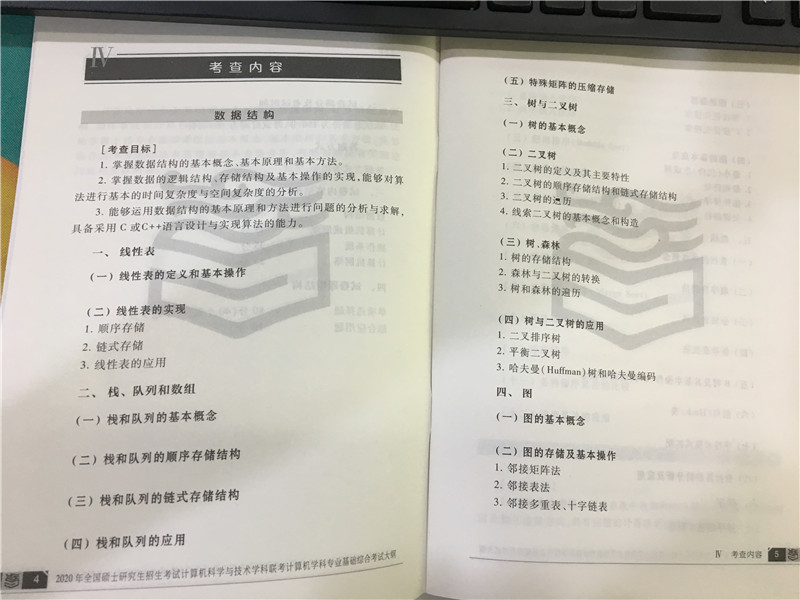 Ⅳ
考查内容
数据结构
[考查目标]
1. 掌握数据结构的基本概念、基本原理和基本方法。
2. 掌握数据的逻辑结构、存储结构及基本操作的实现,能够对算
法进行基本的时间复杂度与空间复杂度的分析。
3. 能够运用数据结构的基本原理和方法进行问题的分析与求解,
具备采用 C 或C++语言设计与实现算法的能力。
一、线性表
(一)线性表的定义和基本操作
(二)线性表的实现
1. 顺序存储
2. 链式存储
3. 线性表的应用
二、栈、队列和数组
(一)栈和队列的基本概念
(二)栈和队列的顺序存储结构
(三)栈和队列的链式存储结构
(四)栈和队列的应用
4 2020 年全国硕士研究生招生考试计算机科学与技术学科联考计算机学科专业基础综合考试大纲
(五)特殊矩阵的压缩存储
三、树与二叉树
(一)树的基本概念
(二)二叉树
1. 二叉树的定义及其主要特性
2. 二叉树的顺序存储结构和链式存储结构
3. 二叉树的遍历
4. 线索二叉树的基本概念和构造
(三)树、森林
1. 树的存储结构
2. 森林与二叉树的转换
3. 树和森林的遍历
(四)树与二叉树的应用
1. 二叉排序树
2. 平衡二叉树
3. 哈夫曼(Huffman)树和哈夫曼编码
四、图
(一)图的基本概念
(二)图的存储及基本操作
1. 邻接矩阵法
2. 邻接表法
3. 邻接多重表、十字链表
Ⅳ 考查内容 5